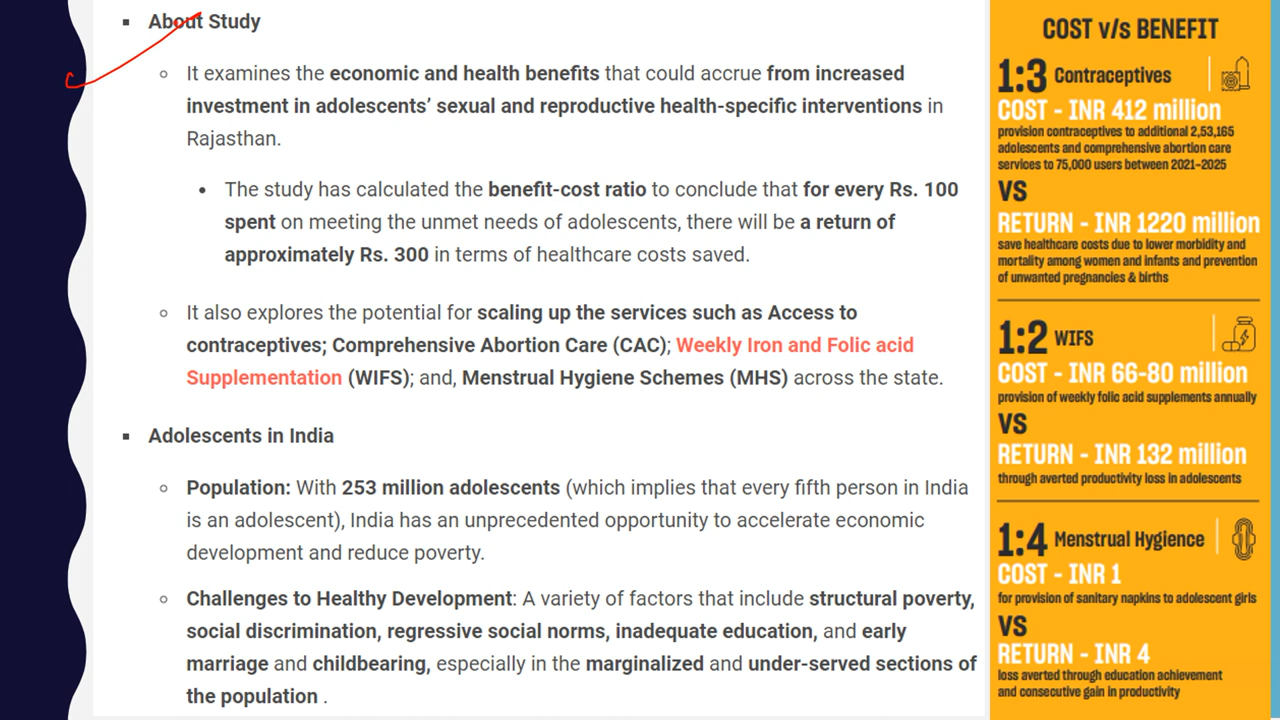 ▪ About Study
○ It examines the economic and health benefits that could accrue from increased
investment in adolescents’ sexual and reproductive health-specific interventions in
Rajasthan.
• The study has calculated the benefit-cost ratio to conclude that for every Rs. 100
spent on meeting the unmet needs of adolescents, there will be a return of
approximately Rs. 300 in terms of healthcare costs saved.
○ It also explores the potential for scaling up the services such as Access to
contraceptives; Comprehensive Abortion Care (CAC); Weekly Iron and Folic acid
Supplementation (WIFS); and, Menstrual Hygiene Schemes (MHS) across the state.
▪ Adolescents in India
○ Population: With 253 million adolescents (which implies that every fifth person in India
is an adolescent), India has an unprecedented opportunity to accelerate economic
development and reduce poverty.
○ Challenges to Healthy Development: A variety of factors that include structural poverty,
social discrimination, regressive social norms, inadequate education, and early
marriage and childbearing, especially in the marginalized and under-served sections of
the population .
COST v/s BENEFIT
1:3 Contraceptives
COST - INR 412 million
provision contraceptives to additional 2,53,165
adolescents and comprehensive abortion care
services to 75,000 users between 2021-2025
VS
RETURN - INR 1220 million
save healthcare costs due to lower morbidity and
mortality among women and infants and prevention
of unwanted pregnancies & births
1:2 WIFS
COST - INR 66-80 million
provision of weekly folic acid supplements annually
VS
RETURN - INR 132 million
through averted productivity loss in adolescents
1:4 Menstrual Hygience
COST - INR 1
for provision of sanitary napkins to adolescent girls
VS
RETURN - INR 4
loss averted through education achievement
and consecutive gain in productivity